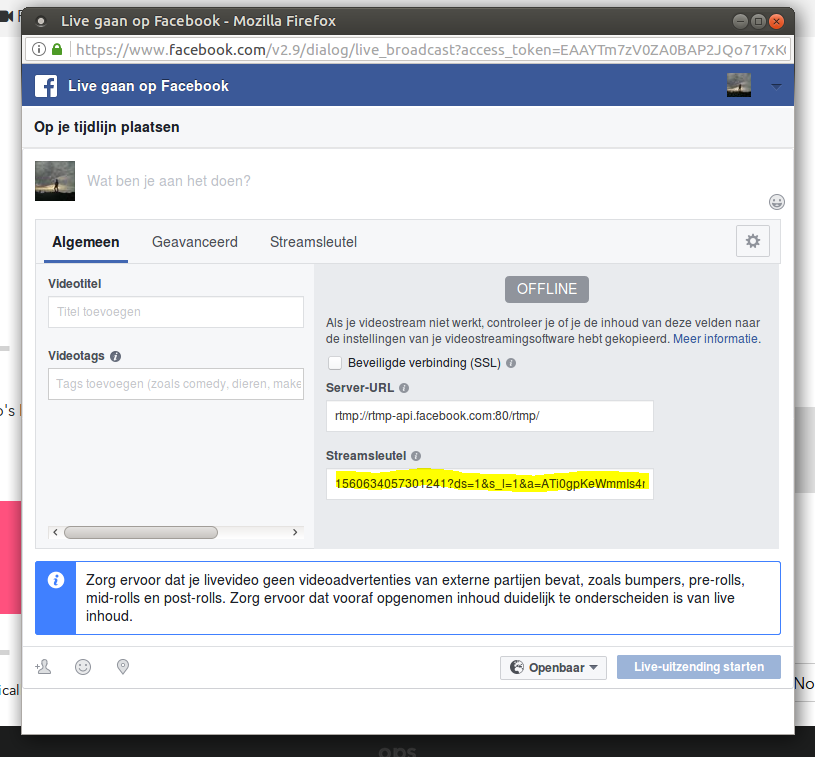 Live gaan op Facebook - Mozilla Firefox
https://www.facebook.com/v2.9/dialog/live_broadcast?access_token=EAAYTm7zV0ZA0BAP2JQo717xK
Live gaan op Facebook
Op je tijdlijn plaatsen
Wat ben je aan het doen?
Algemeen Geavanceerd Streamsleutel
Videotitel
Titel toevoegen
Videotags
Tags toevoegen (zoals comedy, dieren, make
OFFLINE
Als je videostream niet werkt, controleer je of je de inhoud van deze velden naar
de instellingen van je videostreamingsoftware hebt gekopieerd. Meer informatie.
Beveiligde verbinding (SSL)
Server-URL
rtmp://rtmp-api.facebook.com:80/rtmp/
Streamsleutel
1560634057301241?ds=1&s_l=1&a=ATi0gpKeWmmls4r
Zorg ervoor dat je livevideo geen videoadvertenties van externe partijen bevat, zoals bumpers, pre-rolls,
mid-rolls en post-rolls. Zorg ervoor dat vooraf opgenomen inhoud duidelijk te onderscheiden is van live
inhoud.
Openbaar Live-uitzending starten
o's
ical
No
ops